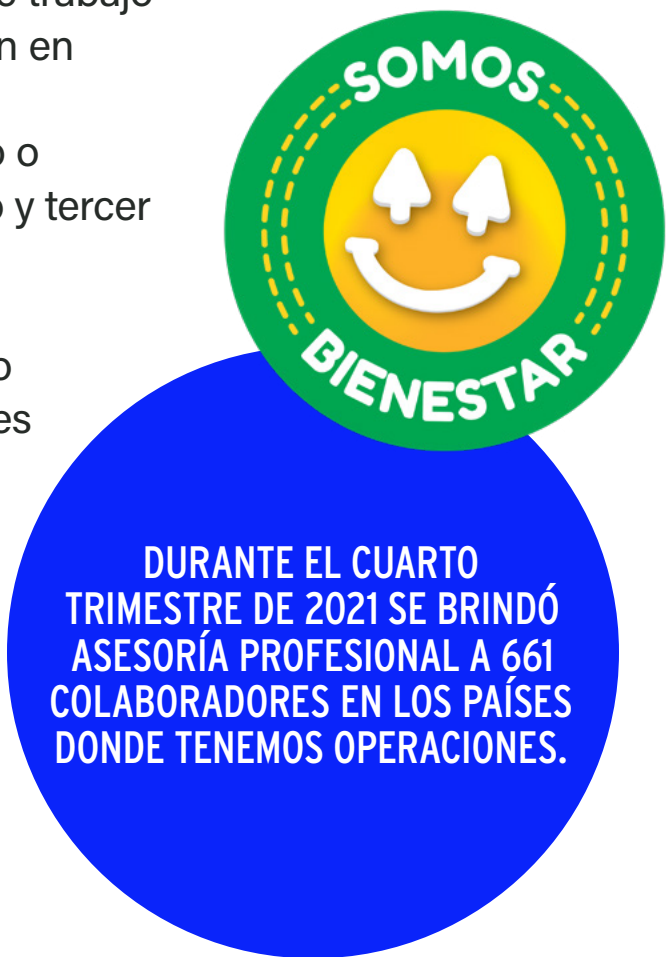 trabajo
n en
o o
o y tercer
o
es
SOMOS
BIENESTAR
DURANTE EL CUARTO
TRIMESTRE DE 2021 SE BRINDÓ
ASESORÍA PROFESIONAL A 661
COLABORADORES EN LOS PAÍSES
DONDE TENEMOS OPERACIONES.